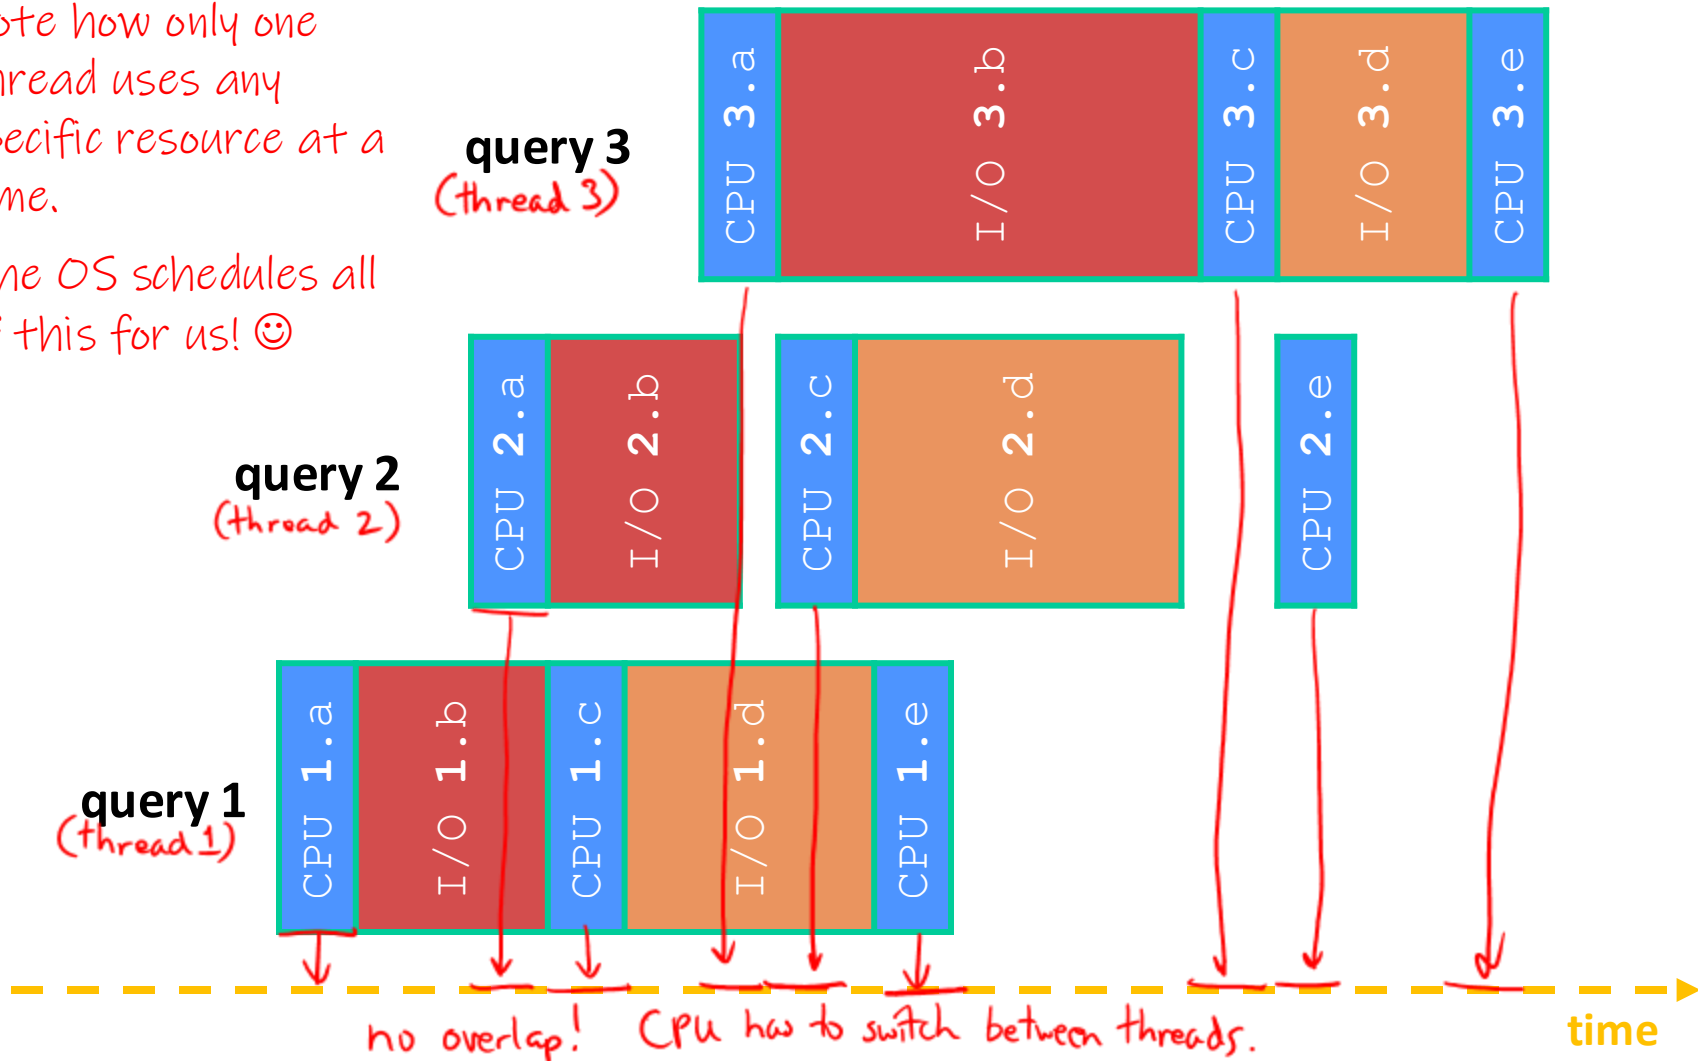 ote how only one
hread uses any
pecific resource at a
me.
he OS schedules all
this for us! ☺
query 3
(thread 3)
CPU 3.a
I/O 3.b
CPU 3.c
I/O 3.d
CPU 3.e
query 2
(thread 2)
CPU 2.a
I/O 2.b
CPU 2.c
I/O 2.d
CPU 2.e
query 1
(thread 1)
CPU 1.a
I/O 1.b
CPU 1.c
I/O 1.d
CPU 1.e
no overlap! CPU has to switch between threads.
time